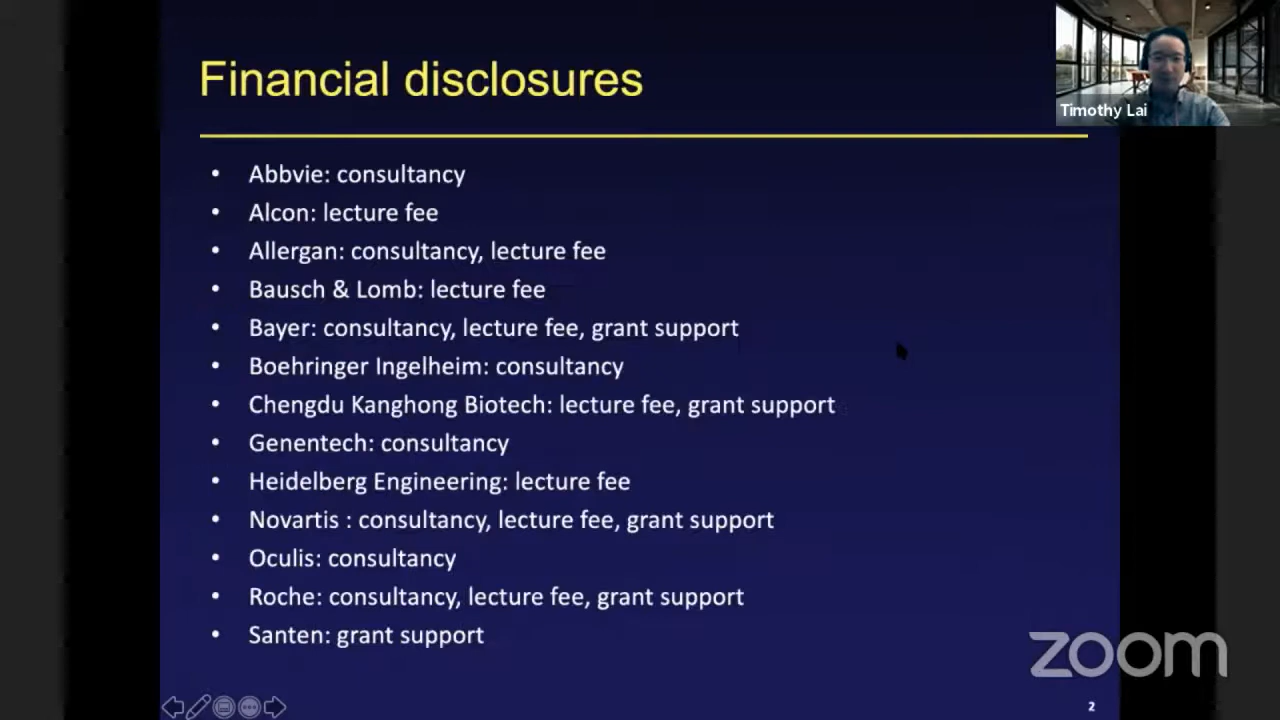 Financial disclosures
Timothy Lai
• Abbvie: consultancy
• Alcon: lecture fee
• Allergan: consultancy, lecture fee
• Bausch & Lomb: lecture fee
• Bayer: consultancy, lecture fee, grant support
• Boehringer Ingelheim: consultancy
• Chengdu Kanghong Biotech: lecture fee, grant support
• Genentech: consultancy
• Heidelberg Engineering: lecture fee
• Novartis : consultancy, lecture fee, grant support
• Oculis: consultancy
• Roche: consultancy, lecture fee, grant support
• Santen: grant support
zoom
2